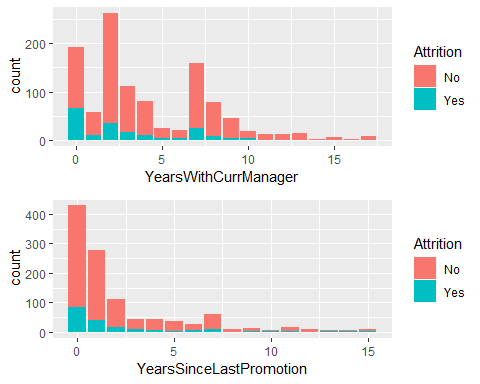 Attrition
No
Yes
count
200
100
0
0
5
10
15
YearsWithCurrManager
Attrition
No
Yes
count
400
300
200
100
0
0
5
10
15
YearsSinceLastPromotion